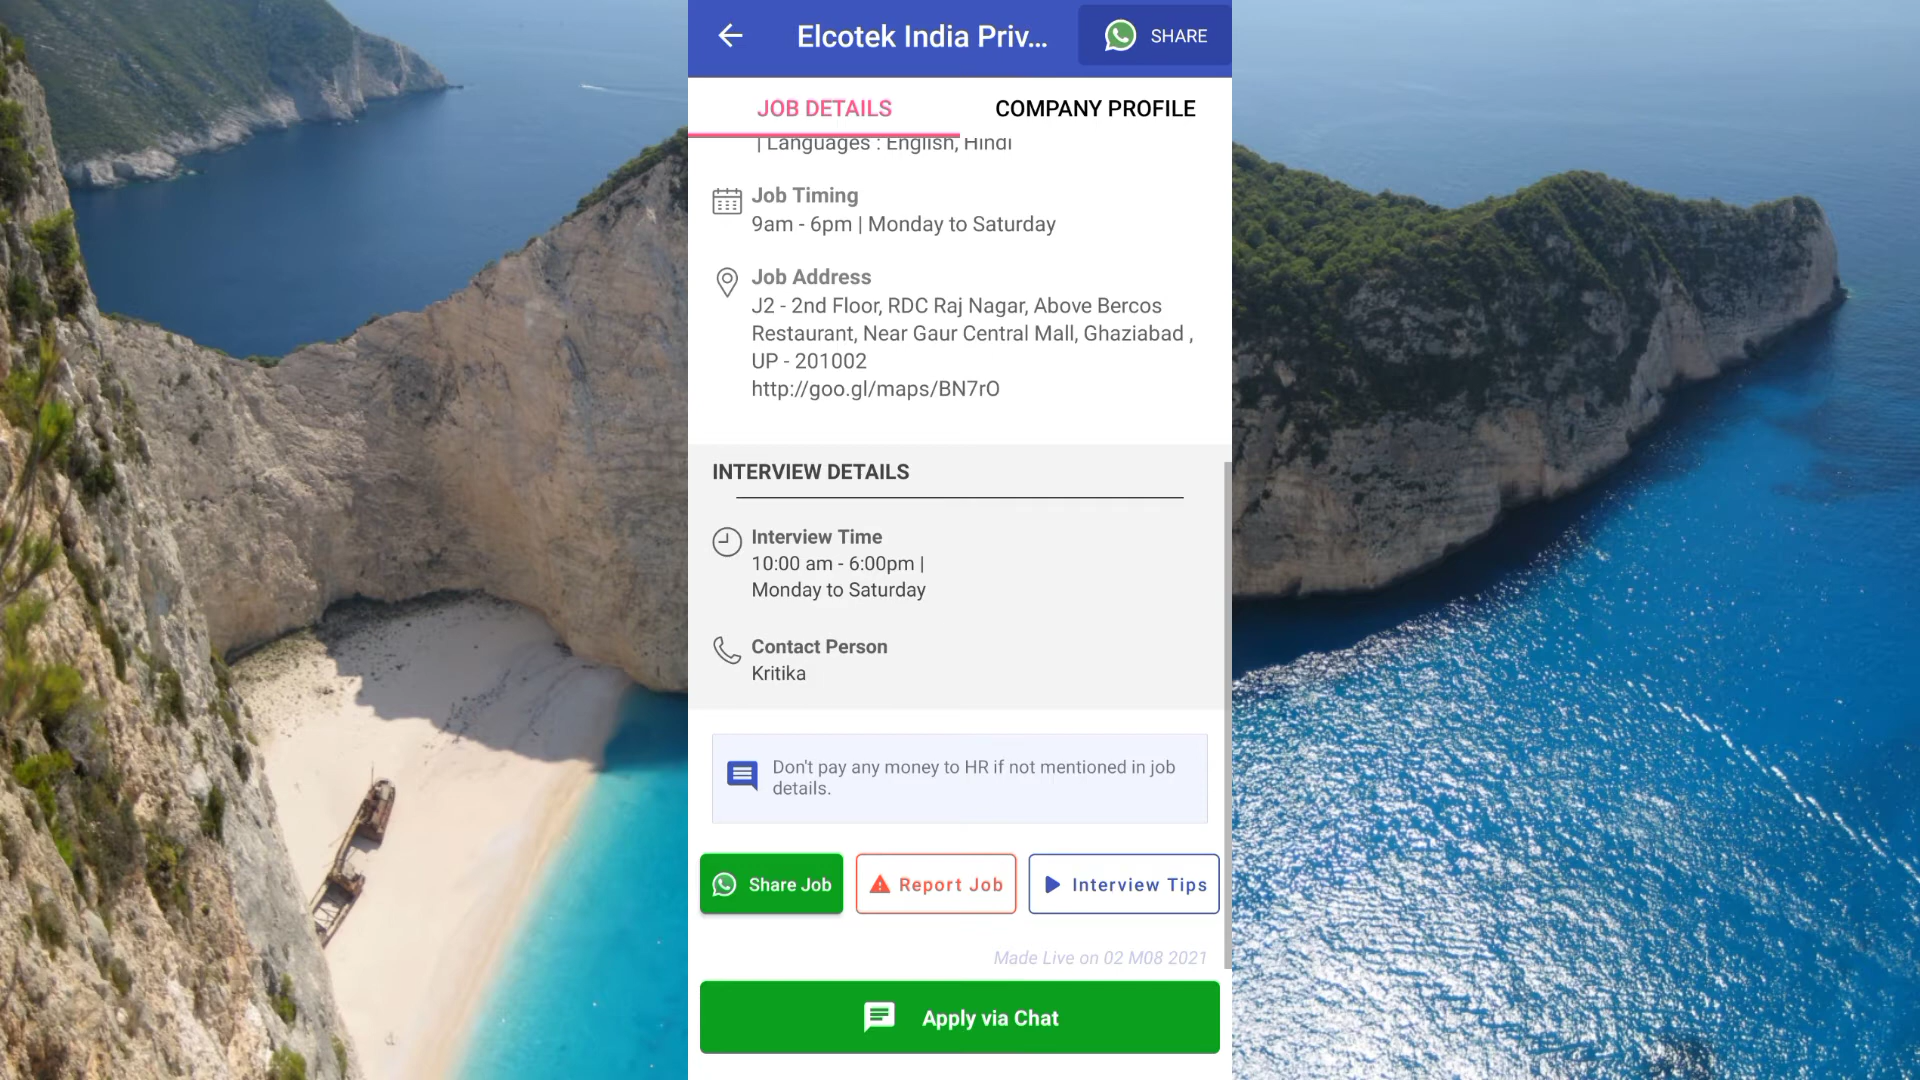 Elcotek India Priv...
SHARE
JOB DETAILS
COMPANY PROFILE
| Languages : English, Hindi
Job Timing
9am - 6pm | Monday to Saturday
Job Address
J2 - 2nd Floor, RDC Raj Nagar, Above Bercos
Restaurant, Near Gaur Central Mall, Ghaziabad ,
UP - 201002
http://goo.gl/maps/BN7rO
INTERVIEW DETAILS
Interview Time
10:00 am - 6:00pm |
Monday to Saturday
Contact Person
Kritika
Don't pay any money to HR if not mentioned in job
details.
Share Job
Report Job
Interview Tips
Made Live on 02 M08 2021
Apply via Chat